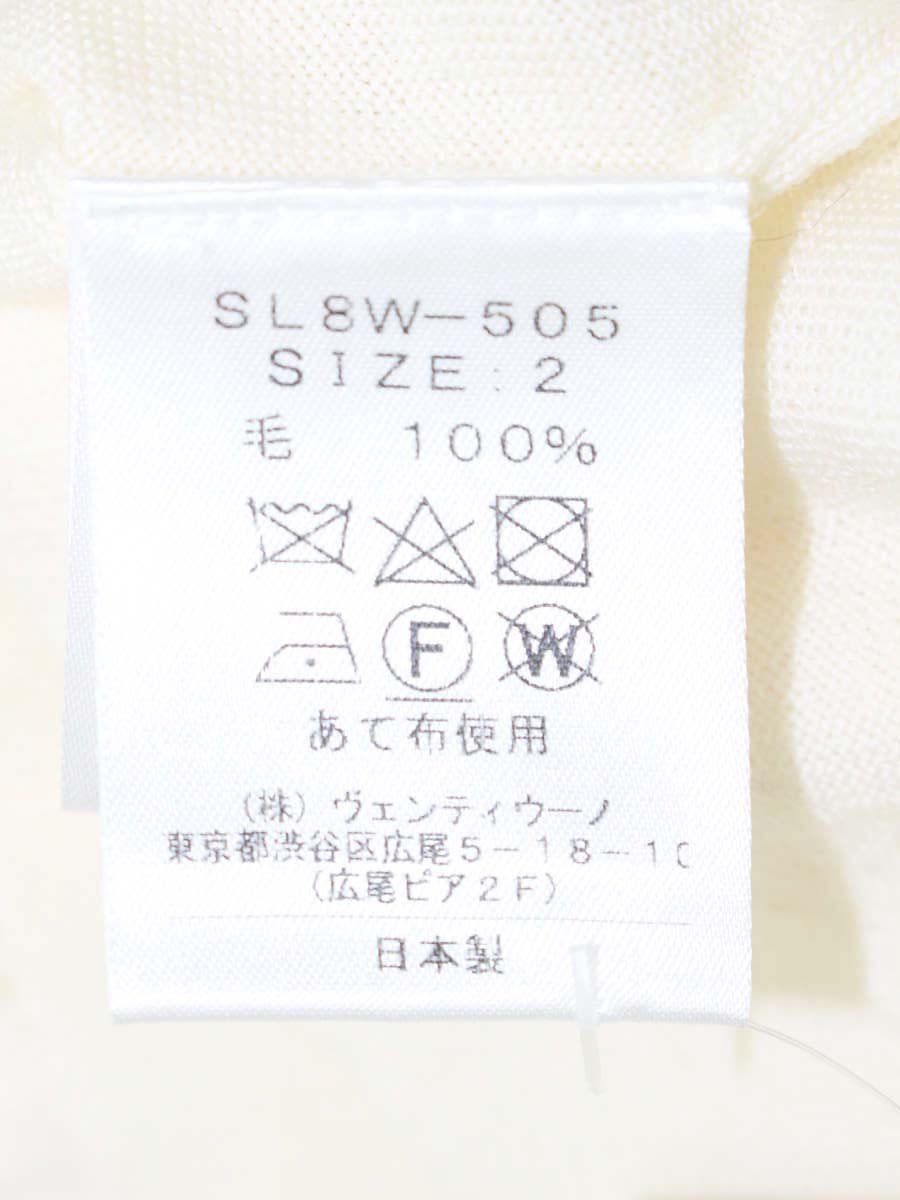 SL8W-505
SIZE:2
毛 100%
F W
あて布使用
(株)ヴェンティウーノ
東京都渋谷区広尾5-18-10
(広尾ピア2F)
日本製